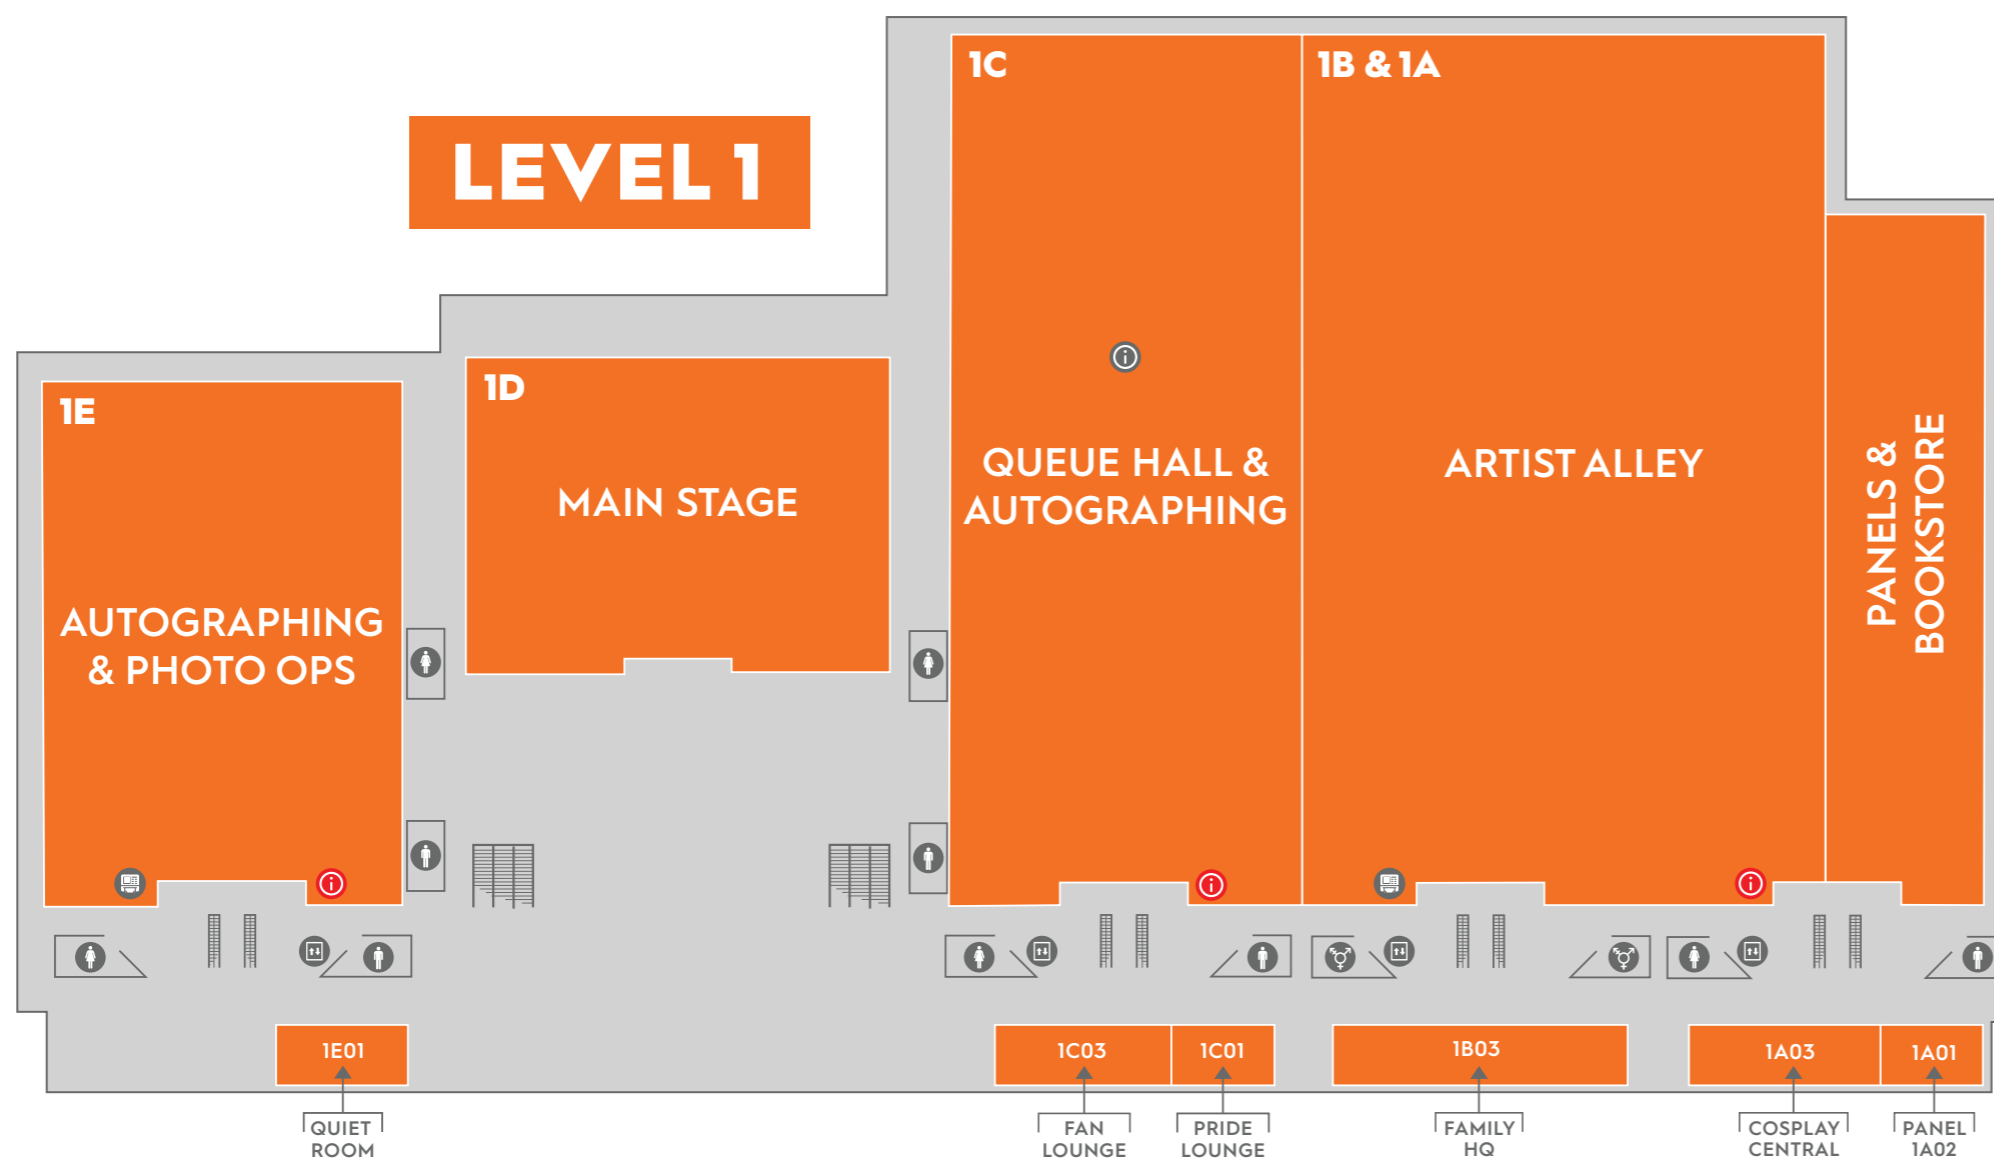 1C
1B & 1A
LEVEL 1
1E
1D
QUEUE HALL &
AUTOGRAPHING
ARTIST ALLEY
PANELS &
BOOKSTORE
MAIN STAGE
AUTOGRAPHING
& PHOTO OPS
1E01
1C03
1C01
1B03
1A03
1A01
QUIET
ROOM
FAN
LOUNGE
PRIDE
LOUNGE
FAMILY
HQ
COSPLAY
CENTRAL
PANEL
1A02